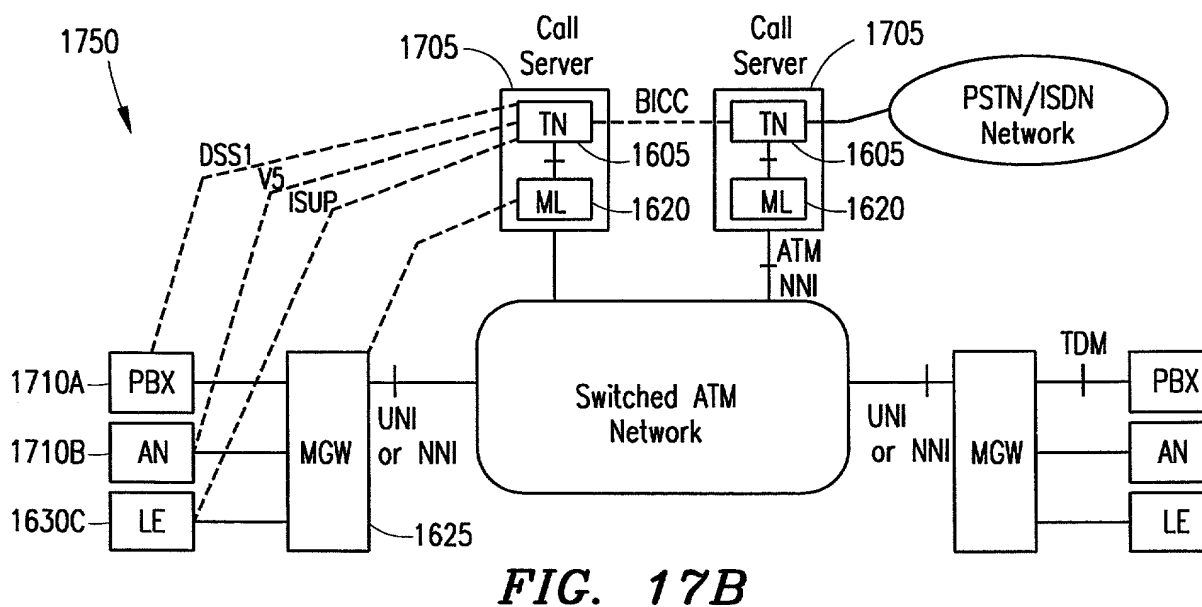 1750
1705
Call
Server
Call
Server
1705
TN
BICC
TN
PSTN/ISDN
Network
DSS1
V5
ISUP
1605
1605
ML
1620
ML
1620
ATM
NNI
1710A
PBX
1710B
AN
1630C
LE
MGW
1625
UNI
or NNI
Switched ATM
Network
UNI
or NNI
MGW
TDM
PBX
AN
LE
FIG. 17B